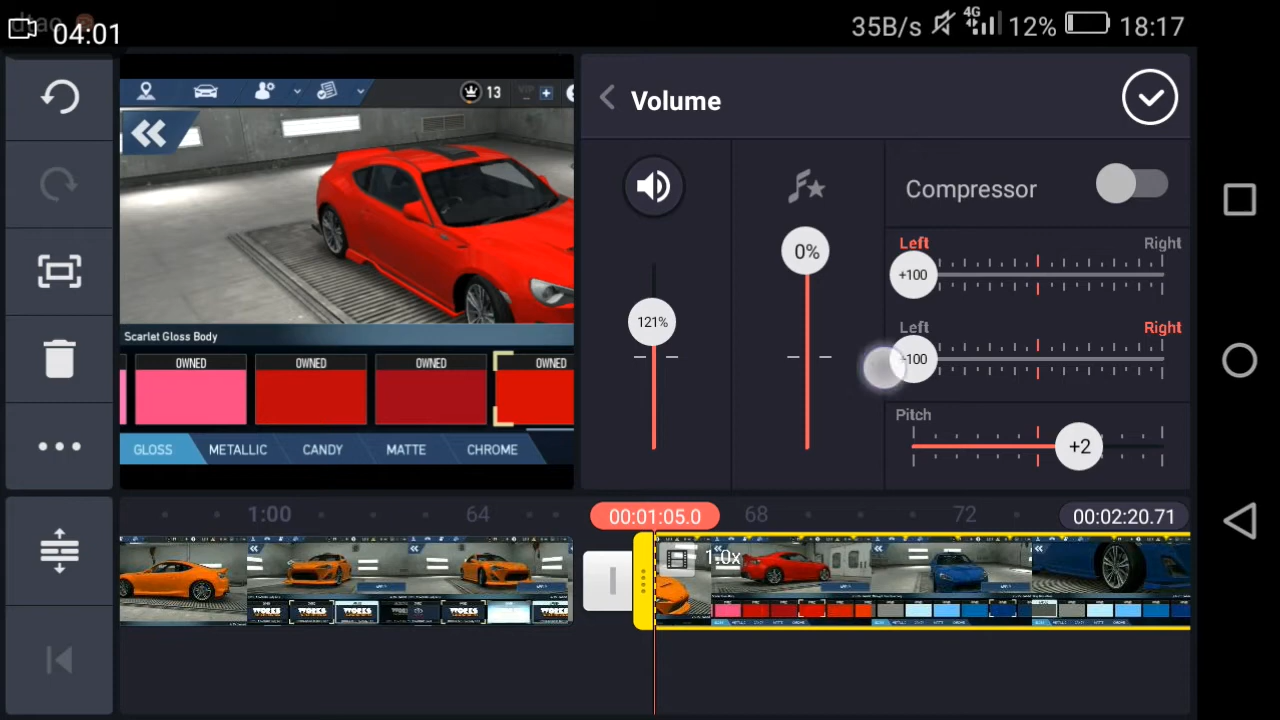 04:01
35B/s 4G 12% 18:17
13
Volume
Compressor
Left Right
+100
121%
0%
Left Right
-100
Pitch
+2
Scarlet Gloss Body
OWNED OWNED OWNED OWNED
GLOSS METALLIC CANDY MATTE CHROME
1:00 64 00:01:05.0 68 72 00:02:20.71
1.0x